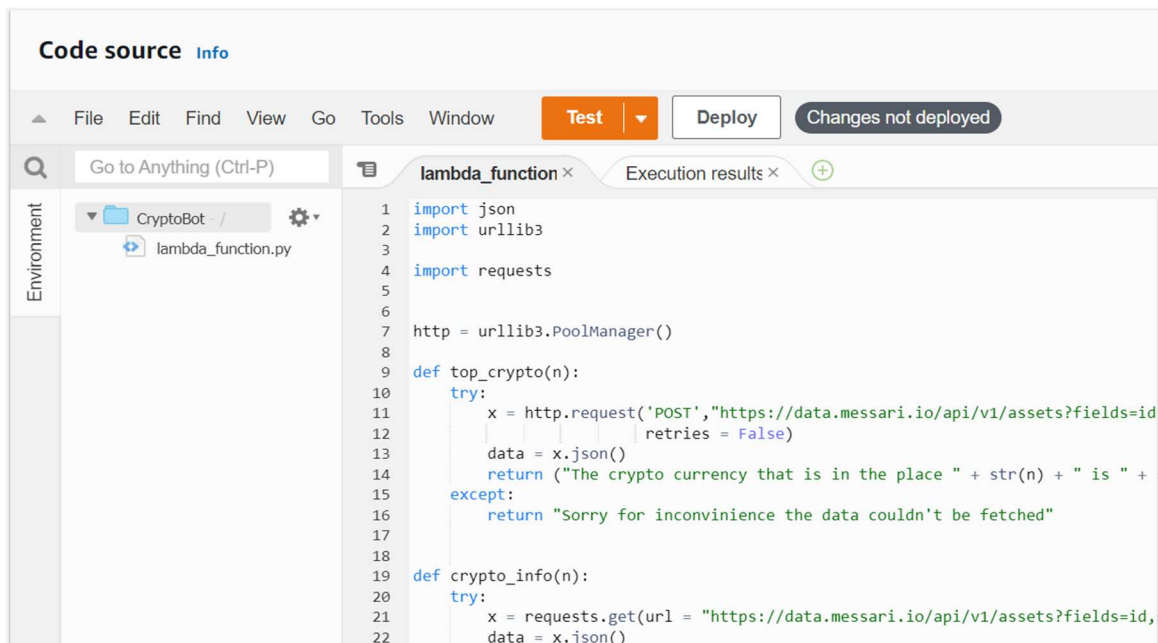 Code source Info
File Edit Find View Go Tools Window Test Deploy Changes not deployed
Go to Anything (Ctrl-P)
lambda_function × Execution results ×
Environment
CryptoBot - /
lambda_function.py
1 import json
2 import urllib3
3
4 import requests
5
6
7 http = urllib3.PoolManager()
8
9 def top_crypto(n):
10 try:
11 x = http.request('POST',"https://data.messari.io/api/v1/assets?fields=id
12 retries = False)
13 data = x.json()
14 return ("The crypto currency that is in the place " + str(n) + " is " +
15 except:
16 return "Sorry for inconvinience the data couldn't be fetched"
17
18
19 def crypto_info(n):
20 try:
21 x = requests.get(url = "https://data.messari.io/api/v1/assets?fields=id,
22 data = x.json()